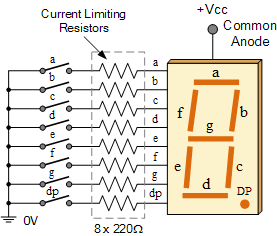 Current Limiting
Resistors
+Vcc
Common
Anode
a a
b b
c c
d d
e e
f f
g g
dp dp
a
f b
g
e c
d
DP
0V
8 x 220Ω